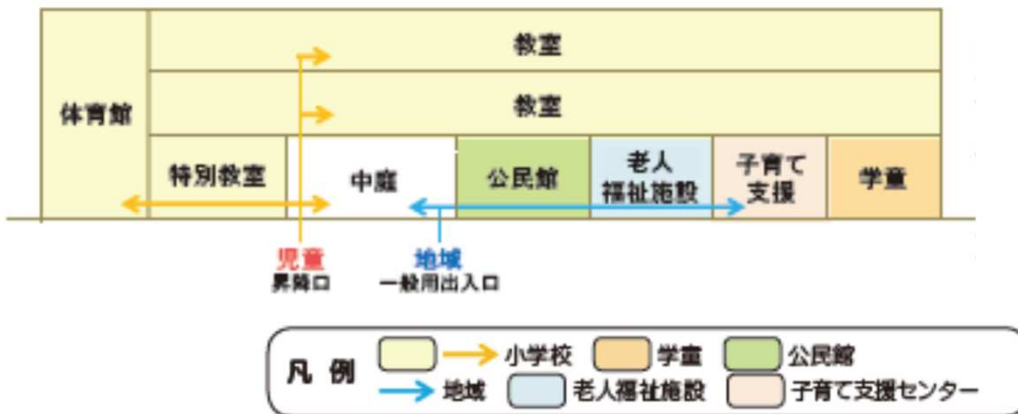 教室
体育館
教室
特別教室
中庭
公民館
老人
福祉施設
子育て
支援
学童
児童
昇降口
地域
一般用出入口
凡例
小学校
学童
公民館
地域
老人福祉施設
子育て支援センター